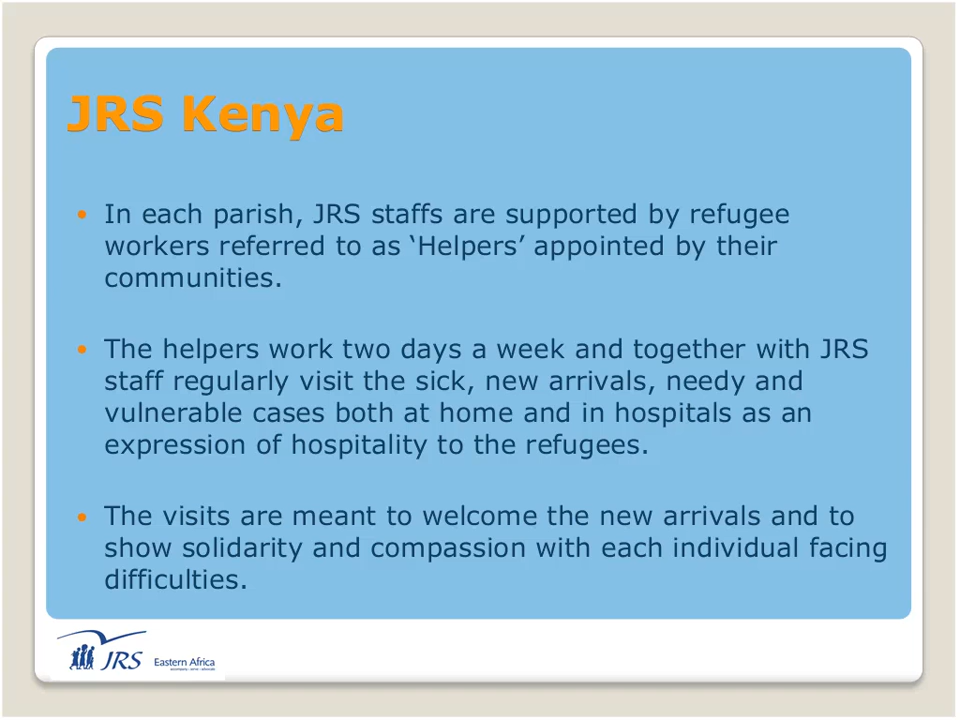 JRS Kenya
• In each parish, JRS staffs are supported by refugee
workers referred to as ‘Helpers’ appointed by their
communities.
• The helpers work two days a week and together with JRS
staff regularly visit the sick, new arrivals, needy and
vulnerable cases both at home and in hospitals as an
expression of hospitality to the refugees.
• The visits are meant to welcome the new arrivals and to
show solidarity and compassion with each individual facing
difficulties.
JRS Eastern Africa
accompany · serve · advocate